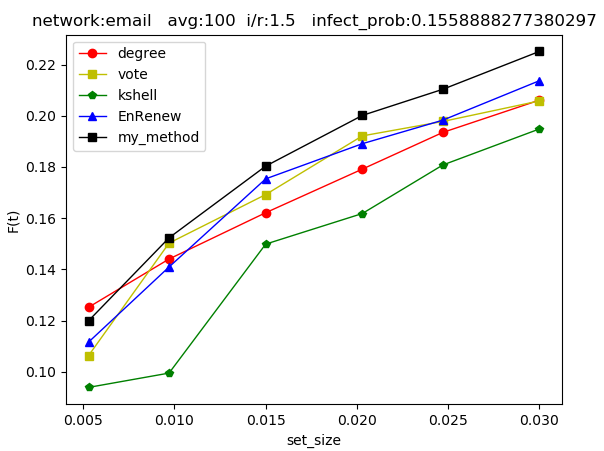 network:email   avg:100  i/r:1.5   infect_prob:0.1558888277380297
degree
vote
kshell
EnRenew
my_method
F(t)
0.22
0.20
0.18
0.16
0.14
0.12
0.10
0.005 0.010 0.015 0.020 0.025 0.030
set_size